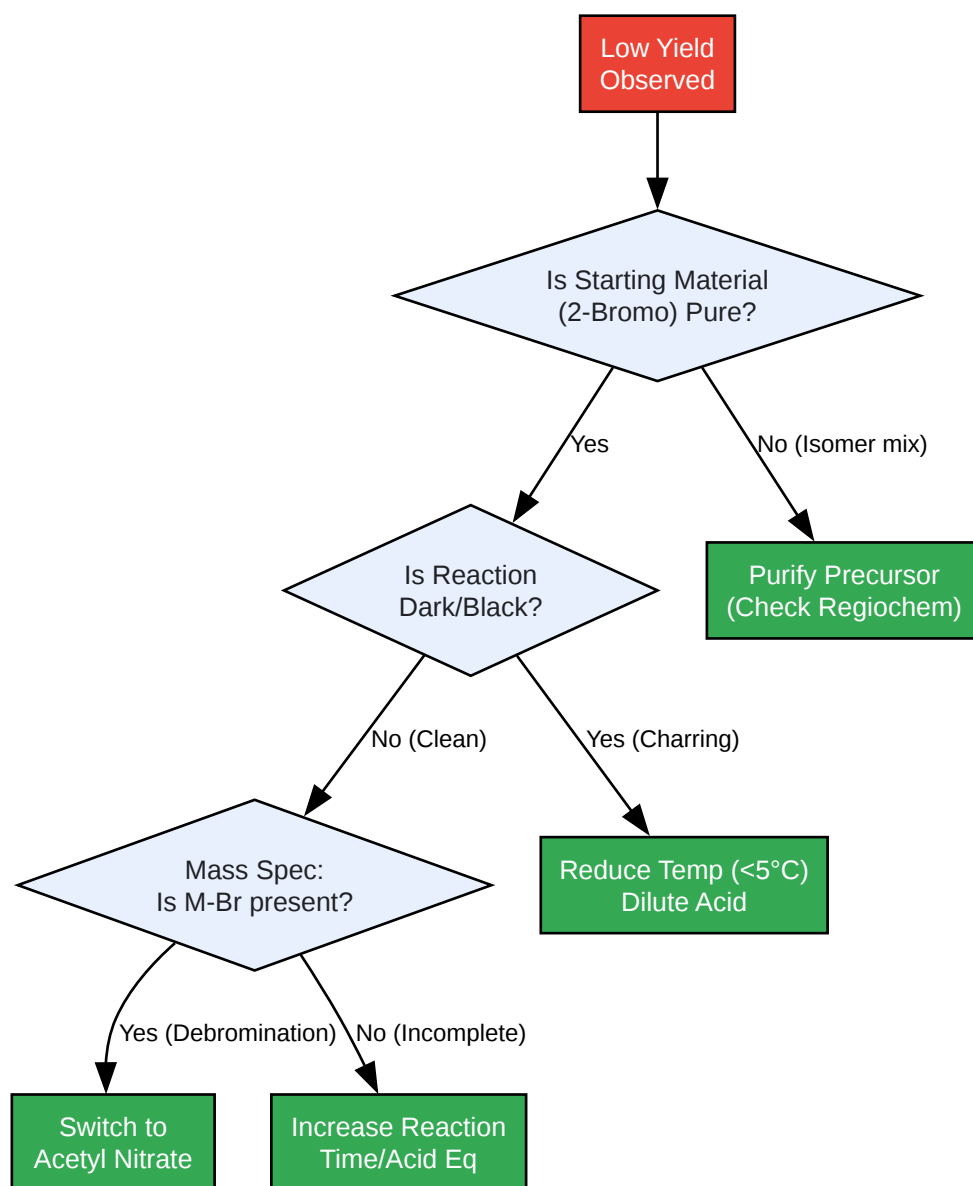 Low Yield
Observed
Is Starting Material
(2-Bromo) Pure?
Yes
No (Isomer mix)
Is Reaction
Dark/Black?
Purify Precursor
(Check Regiochem)
No (Clean)
Yes (Charring)
Mass Spec:
Is M-Br present?
Reduce Temp (<5°C)
Dilute Acid
Yes (Debromination)
No (Incomplete)
Switch to
Acetyl Nitrate
Increase Reaction
Time/Acid Eq